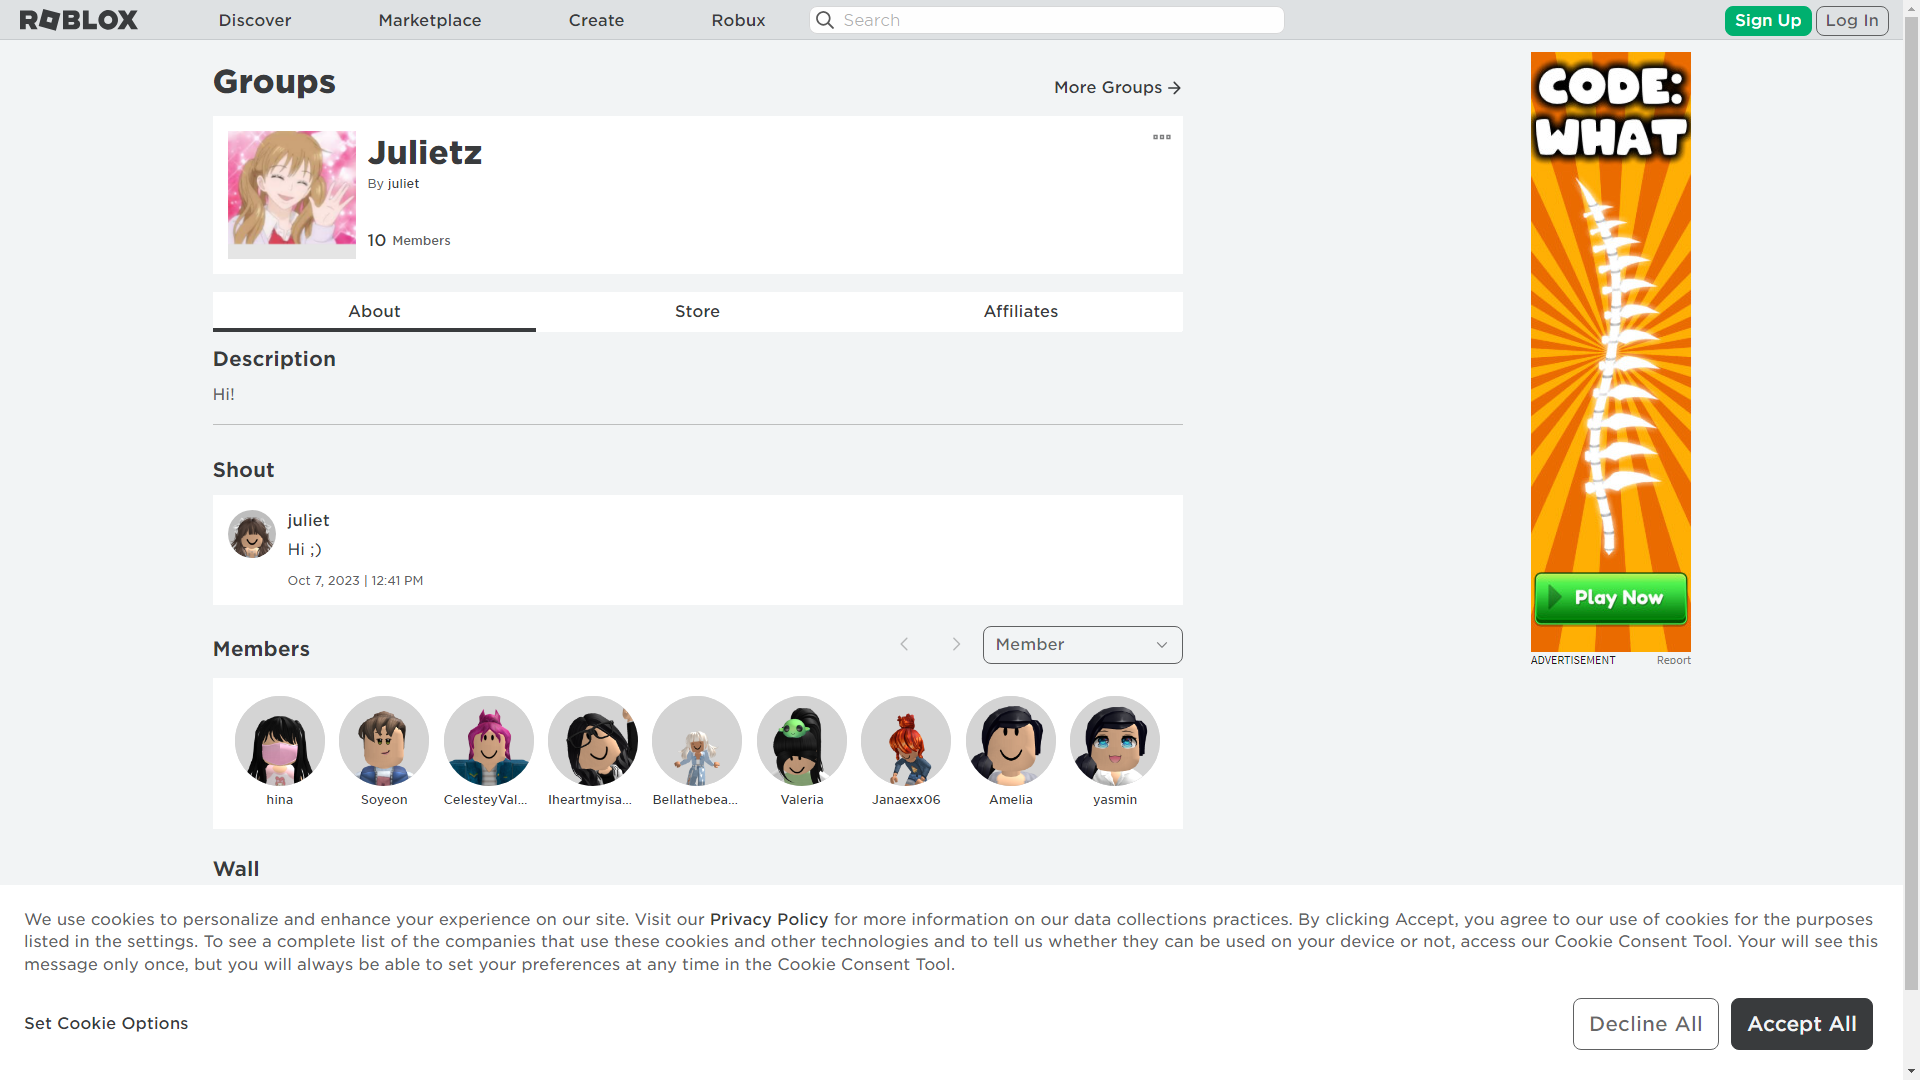 ROBLOX
Discover
Marketplace
Create
Robux
Search
Sign Up
Log In
Groups
More Groups
Julietz
By juliet
10 Members
About
Store
Affiliates
Description
Hi!
Shout
juliet
Hi ;)
Oct 7, 2023 | 12:41 PM
Members
Member
hina
Soyeon
CelesteyVal...
Iheartmyisa...
Bellathebea...
Valeria
Janaexx06
Amelia
yasmin
Wall
CODE:
WHAT
Play Now
ADVERTISEMENT
Report
We use cookies to personalize and enhance your experience on our site. Visit our Privacy Policy for more information on our data collections practices. By clicking Accept, you agree to our use of cookies for the purposes
listed in the settings. To see a complete list of the companies that use these cookies and other technologies and to tell us whether they can be used on your device or not, access our Cookie Consent Tool. Your will see this
message only once, but you will always be able to set your preferences at any time in the Cookie Consent Tool.
Set Cookie Options
Decline All
Accept All